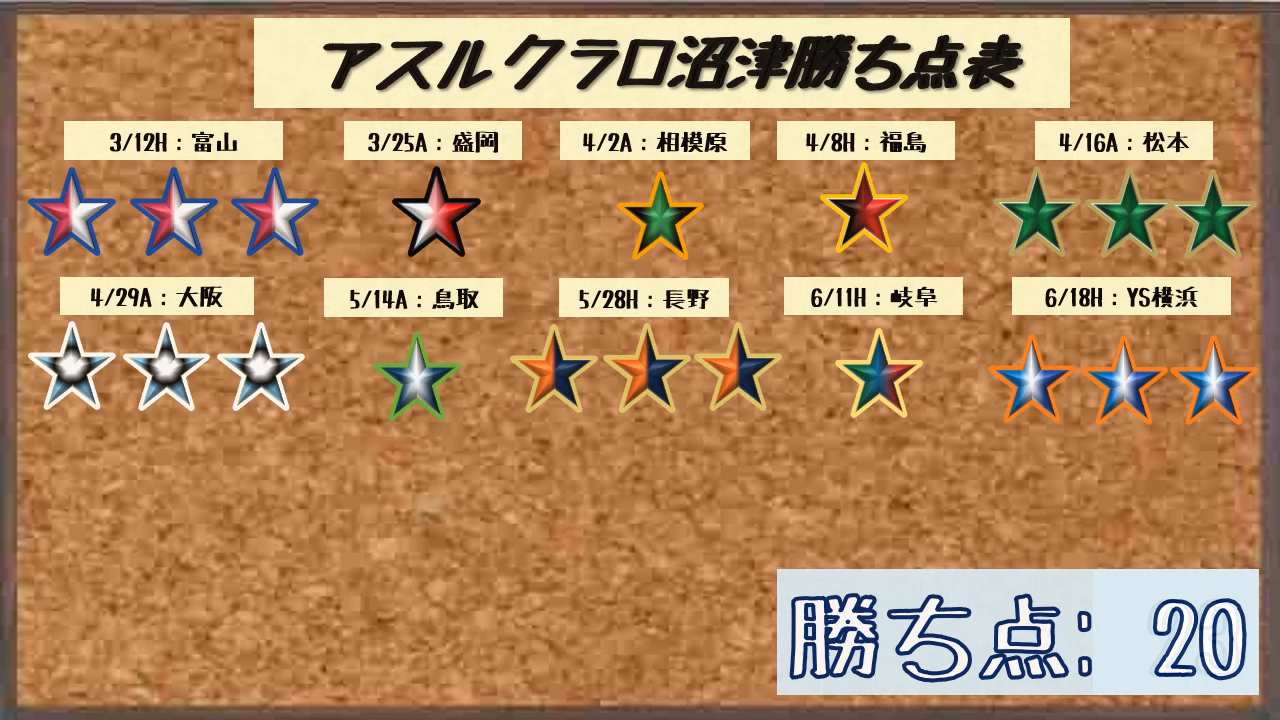 アスルクラロ沼津勝ち点表
3/12H：富山
3/25A：盛岡
4/2A：相模原
4/8H：福島
4/16A：松本
4/29A：大阪
5/14A：鳥取
5/28H：長野
6/11H：岐阜
6/18H：YS横浜
勝ち点: 20